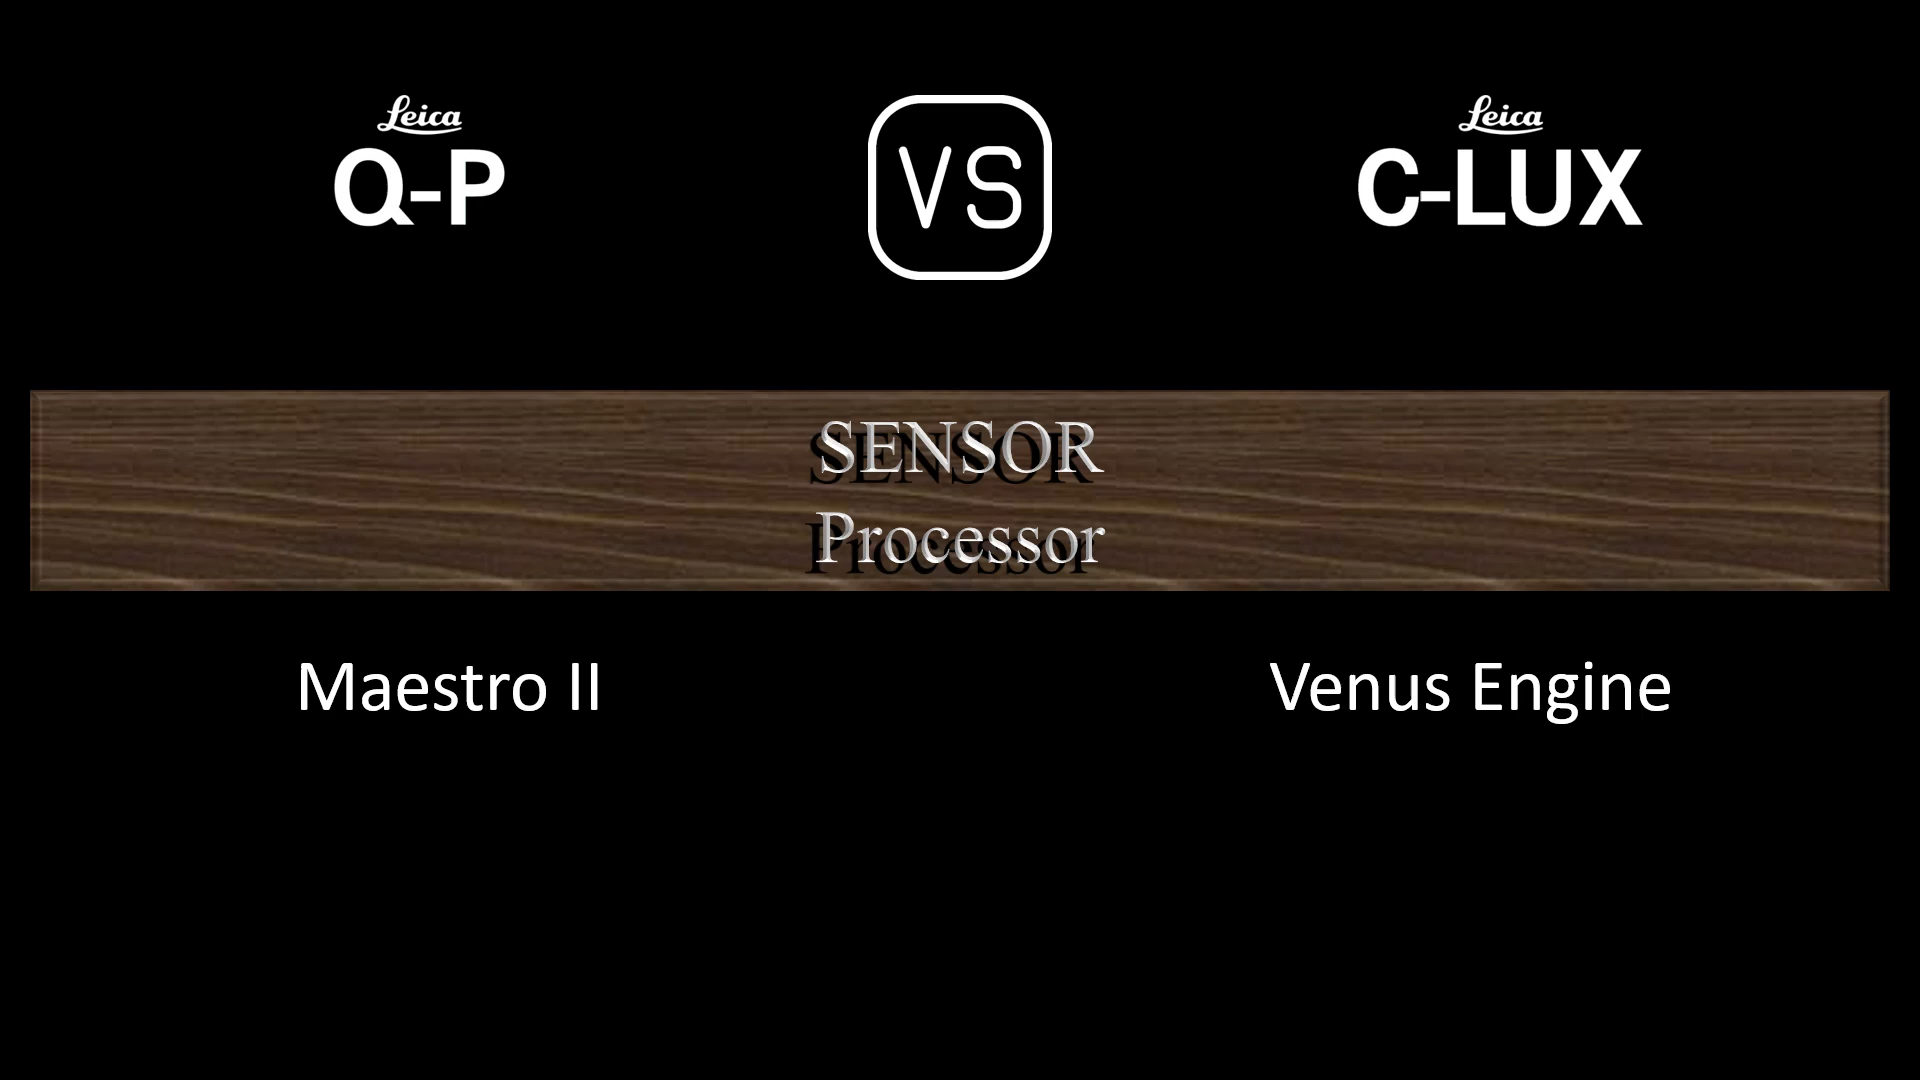 Leica
Q-P
VS
Leica
C-LUX
SENSOR
Processor
Maestro II
Venus Engine